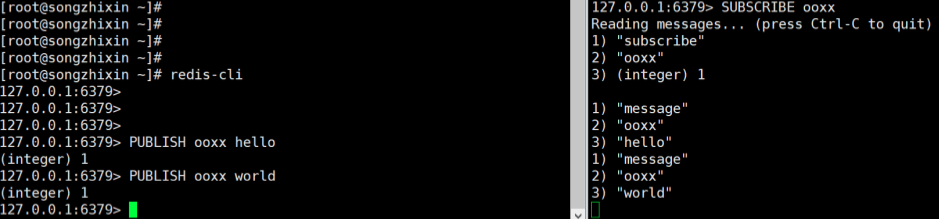 [root@songzhixin ~]#
[root@songzhixin ~]#
[root@songzhixin ~]#
[root@songzhixin ~]#
[root@songzhixin ~]# redis-cli
127.0.0.1:6379>
127.0.0.1:6379>
127.0.0.1:6379>
127.0.0.1:6379> PUBLISH ooxx hello
(integer) 1
127.0.0.1:6379> PUBLISH ooxx world
(integer) 1
127.0.0.1:6379>
127.0.0.1:6379> SUBSCRIBE ooxx
Reading messages... (press Ctrl-C to quit)
1) "subscribe"
2) "ooxx"
3) (integer) 1
1) "message"
2) "ooxx"
3) "hello"
1) "message"
2) "ooxx"
3) "world"